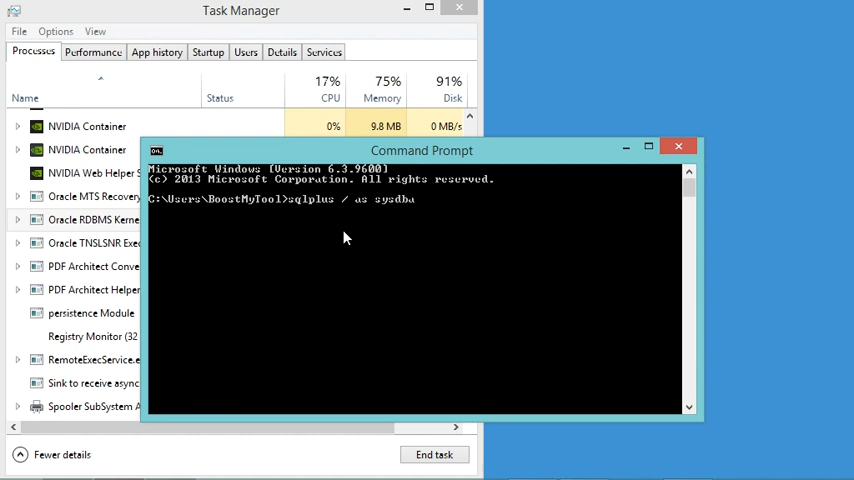 Task Manager
File Options View
Processes Performance App history Startup Users Details Services
17% 75% 91%
Name Status CPU Memory Disk
NVIDIA Container 0% 9.8 MB 0 MB/s
NVIDIA Container
NVIDIA Web Helper S
Oracle MTS Recovery
Oracle RDBMS Kerne
Oracle TNSLSNR Exec
PDF Architect Conve
PDF Architect Helper
persistence Module
Registry Monitor (32
RemoteExecService.e
Sink to receive async
Spooler SubSystem A
Fewer details End task
Command Prompt
Microsoft Windows [Version 6.3.9600]
(c) 2013 Microsoft Corporation. All rights reserved.
C:\Users\BoostMyTool>sqlplus / as sysdba